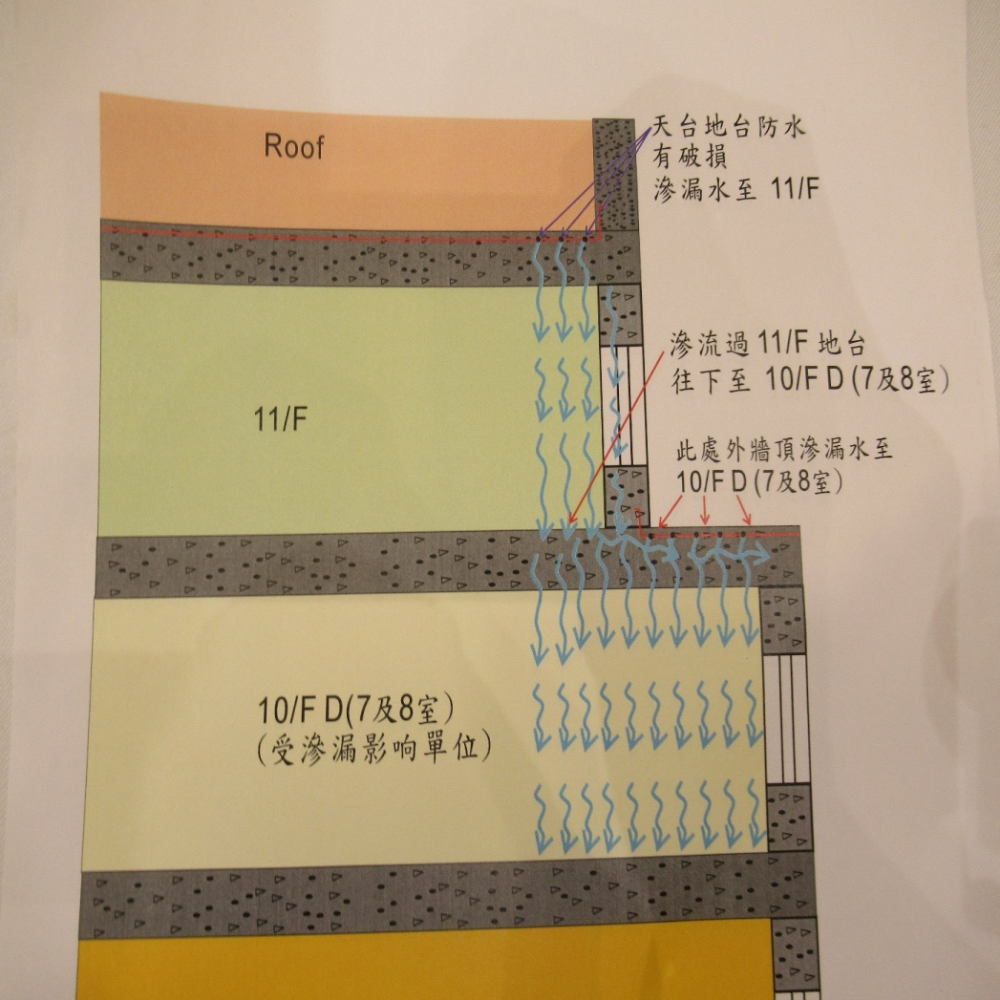 Roof
天台地台防水
有破損
滲漏水至 11/F
滲流過 11/F 地台
往下至 10/F D (7及8室)
11/F
此處外牆頂滲漏水至
10/F D (7及8室)
10/F D(7及8室)
(受滲漏影响單位)